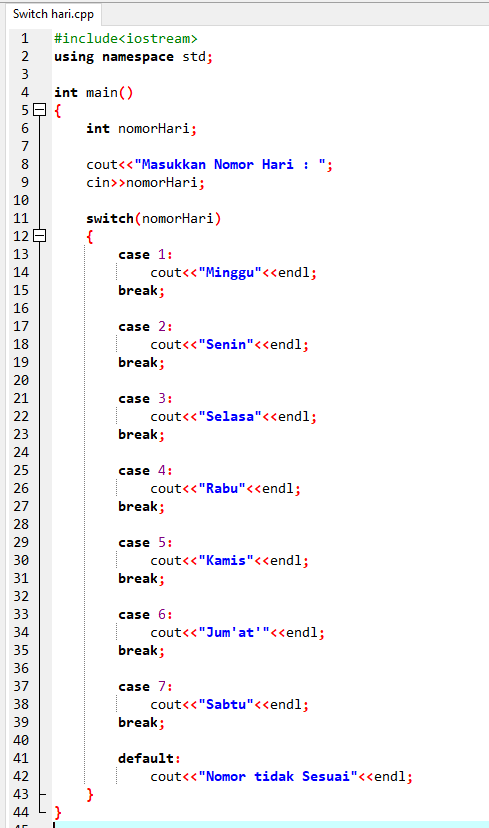 Switch hari.cpp
1 #include<iostream>
2 using namespace std;
3
4 int main()
5 {
6 int nomorHari;
7
8 cout<<"Masukkan Nomor Hari : ";
9 cin>>nomorHari;
10
11 switch(nomorHari)
12 {
13 case 1:
14 cout<<"Minggu"<<endl;
15 break;
16
17 case 2:
18 cout<<"Senin"<<endl;
19 break;
20
21 case 3:
22 cout<<"Selasa"<<endl;
23 break;
24
25 case 4:
26 cout<<"Rabu"<<endl;
27 break;
28
29 case 5:
30 cout<<"Kamis"<<endl;
31 break;
32
33 case 6:
34 cout<<"Jum'at'"<<endl;
35 break;
36
37 case 7:
38 cout<<"Sabtu"<<endl;
39 break;
40
41 default:
42 cout<<"Nomor tidak Sesuai"<<endl;
43 }
44 }
45